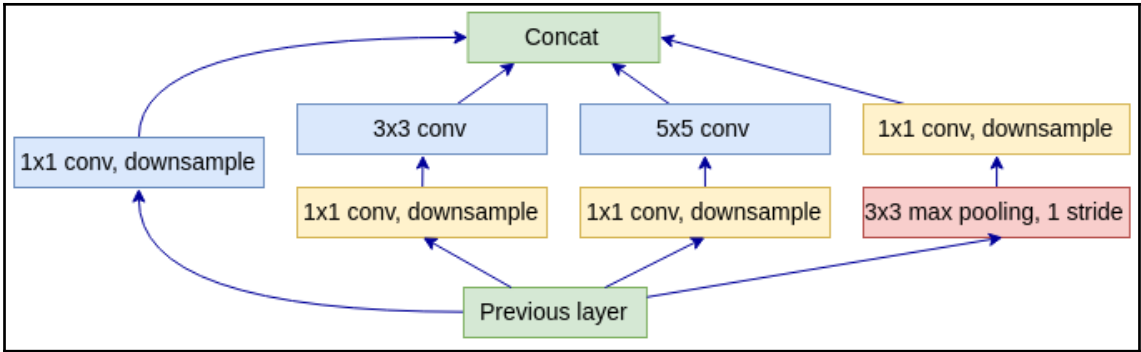 Concat
3x3 conv
5x5 conv
1x1 conv, downsample
1x1 conv, downsample
1x1 conv, downsample
1x1 conv, downsample
3x3 max pooling, 1 stride
Previous layer